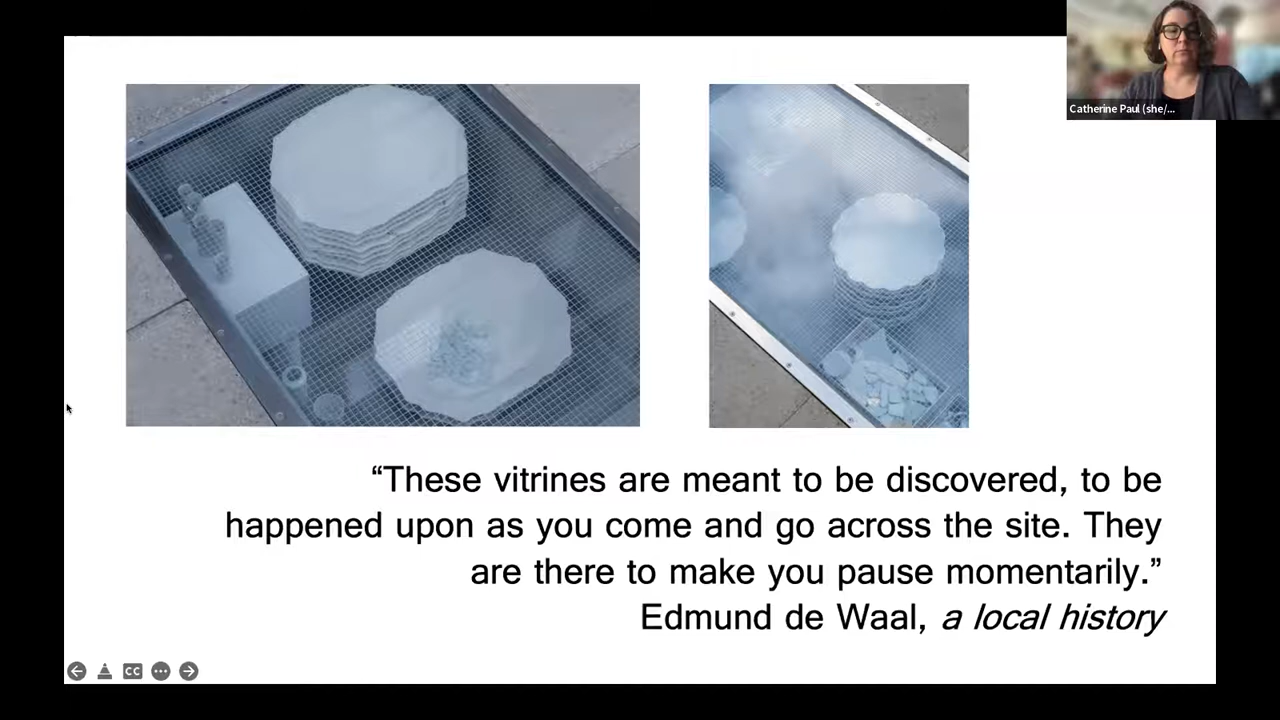 Catherine Paul (she/...
“These vitrines are meant to be discovered, to be
happened upon as you come and go across the site. They
are there to make you pause momentarily.”
Edmund de Waal, a local history
CC